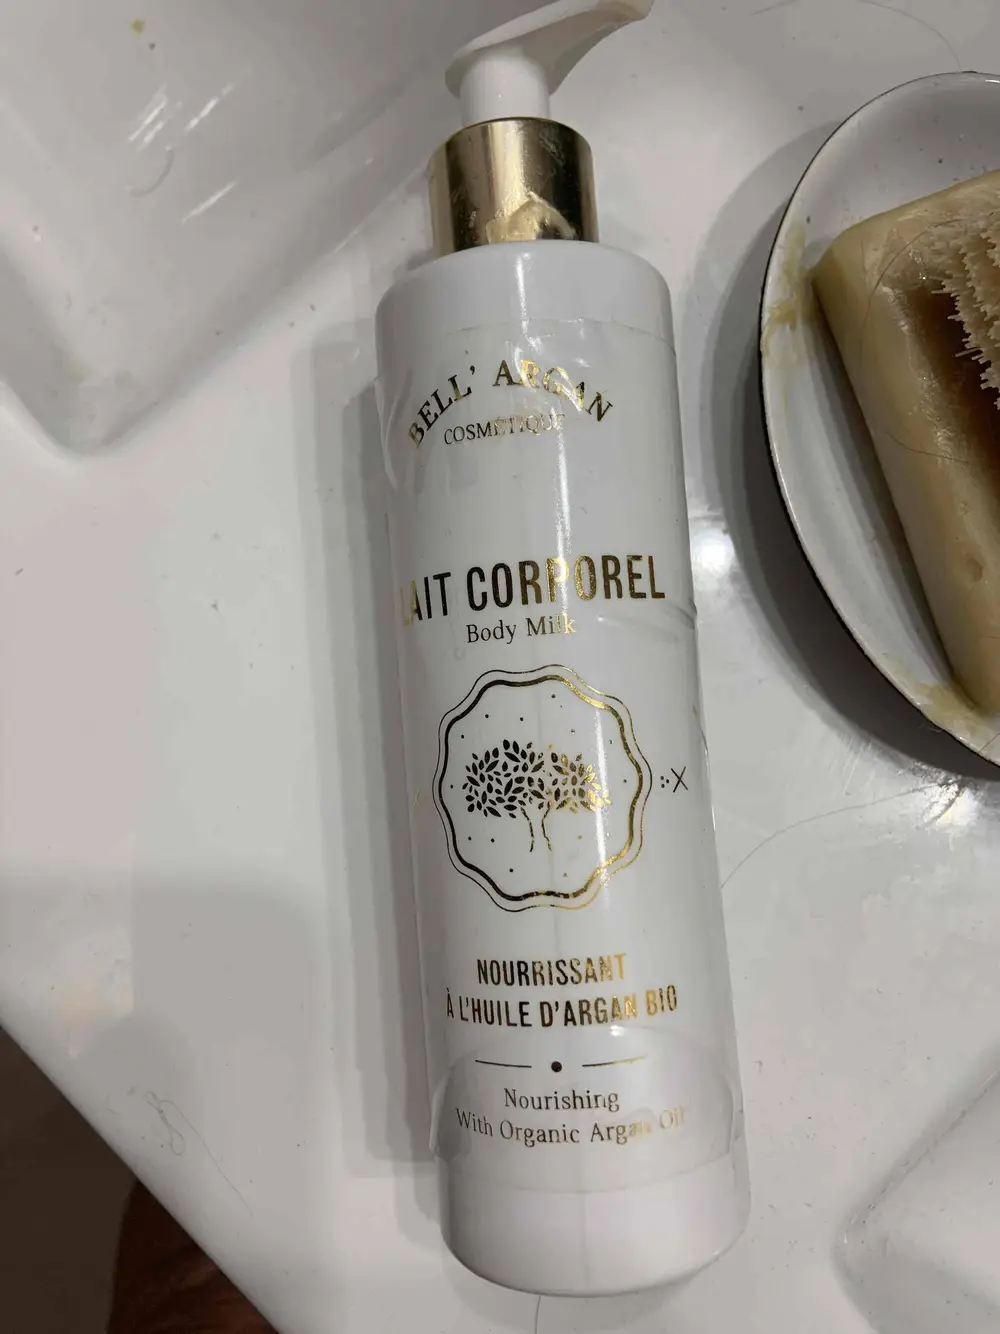 BELL' ARGAN
COSMÉTIQUE
LAIT CORPOREL
Body Milk
NOURRISSANT
À L'HUILE D'ARGAN BIO
Nourishing
With Organic Argan Oil